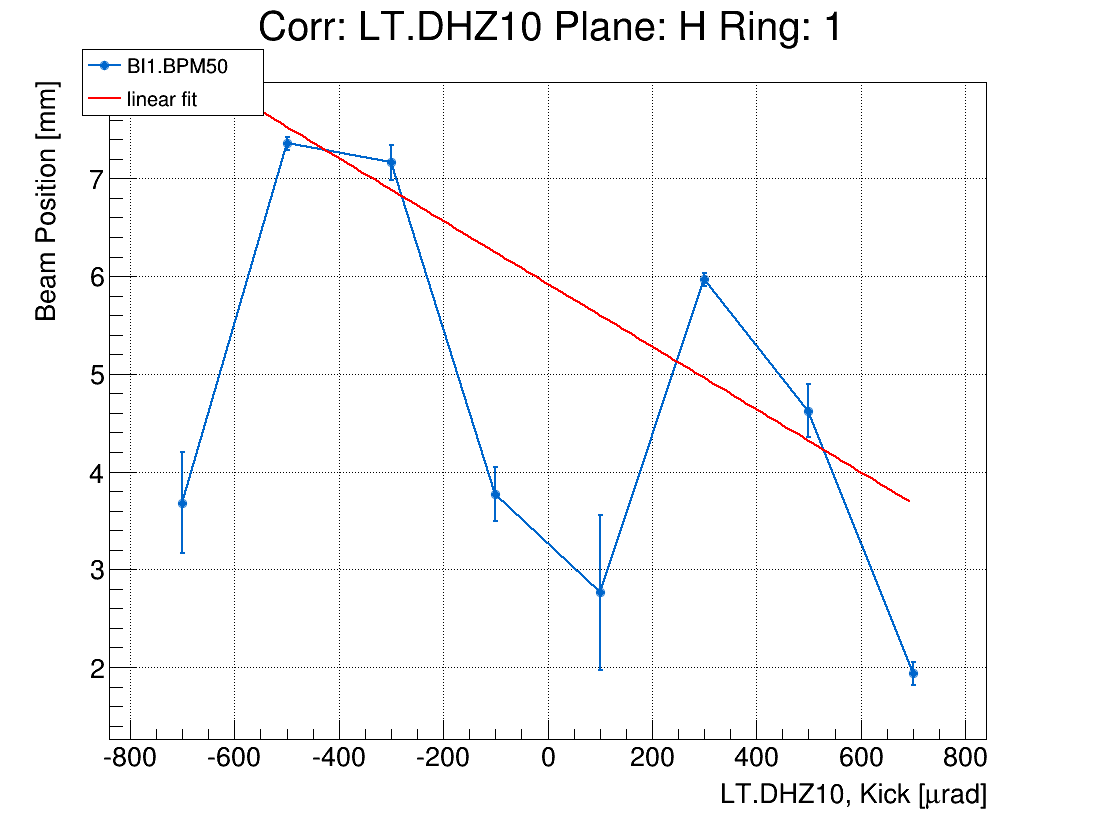 Corr: LT.DHZ10 Plane: H Ring: 1
BI1.BPM50
linear fit
Beam Position [mm]
7
6
5
4
3
2
-800 -600 -400 -200 0 200 400 600 800
LT.DHZ10, Kick [μrad]